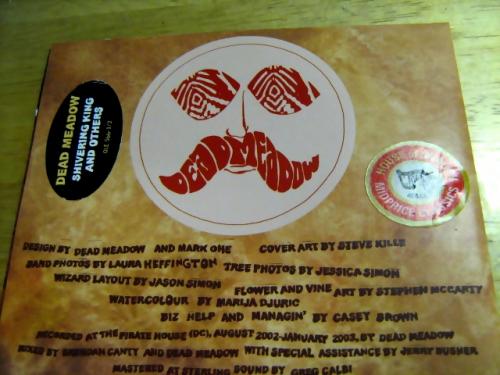 DEAD MEADOW
SHIVERING KING
AND OTHERS
DEADMEADOW
HOUSE
MIDPRICE CLASSICS
DESIGN BY DEAD MEADOW AND MARK OHE COVER ART BY STEVE KILLE
BAND PHOTOS BY LAURA HEFFINGTON TREE PHOTOS BY JESSICA SIMON
WIZARD LAYOUT BY JASON SIMON FLOWER AND VINE ART BY STEPHEN MCCARTY
WATERCOLOUR BY MARIJA DJURIC
BIZ HELP AND MANAGIN' BY CASEY BROWN
RECORDED AT THE PIRATE HOUSE (DC), AUGUST 2002-JANUARY 2003, BY DEAD MEADOW
MIXED BY BRENDAN CANTY AND DEAD MEADOW WITH SPECIAL ASSISTANCE BY JERRY BUSHER
MASTERED AT STERLING SOUND BY GREG CALBI